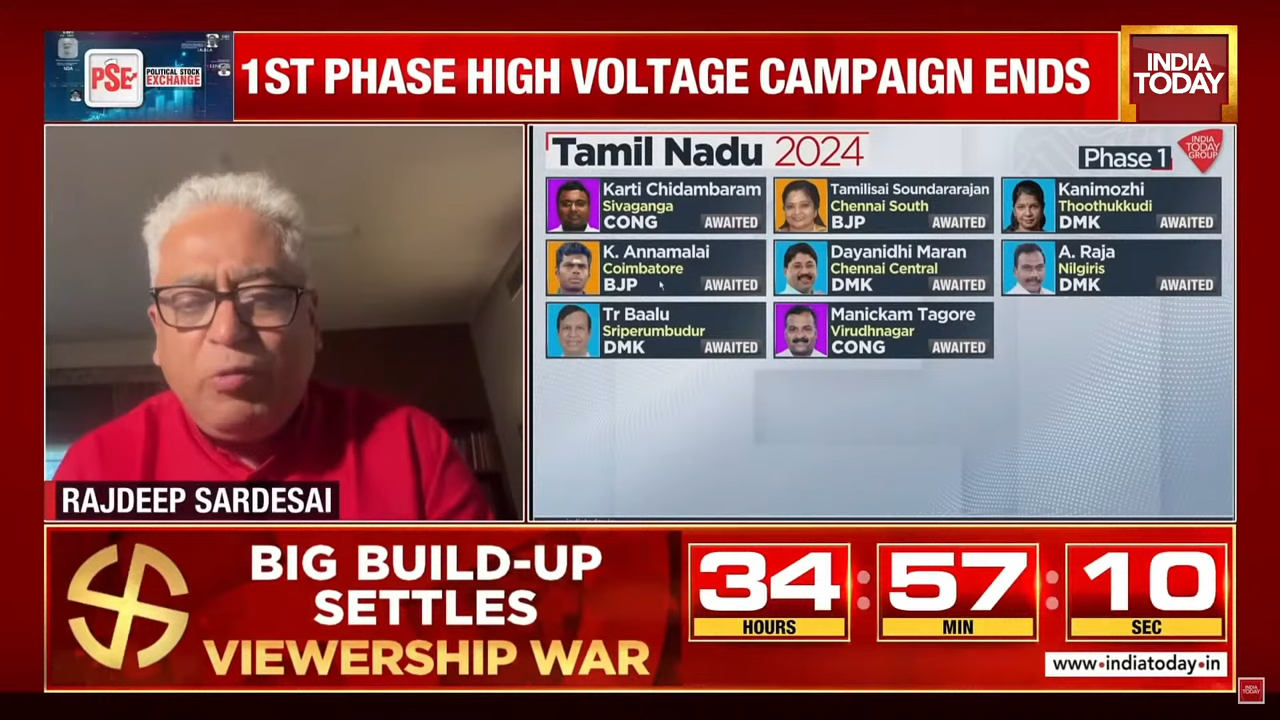 PSE
POLITICAL STOCK
EXCHANGE
1ST PHASE HIGH VOLTAGE CAMPAIGN ENDS
INDIA
TODAY
Tamil Nadu 2024
Phase 1
INDIA
TODAY
GROUP
Karti Chidambaram
Sivaganga
CONG AWAITED
Tamilisai Soundararajan
Chennai South
BJP AWAITED
Kanimozhi
Thoothukkudi
DMK AWAITED
K. Annamalai
Coimbatore
BJP AWAITED
Dayanidhi Maran
Chennai Central
DMK AWAITED
A. Raja
Nilgiris
DMK AWAITED
Tr Baalu
Sriperumbudur
DMK AWAITED
Manickam Tagore
Virudhnagar
CONG AWAITED
RAJDEEP SARDESAI
BIG BUILD-UP
SETTLES
VIEWERSHIP WAR
34 : 57 : 10
HOURS MIN SEC
www•indiatoday•in
INDIA
TODAY